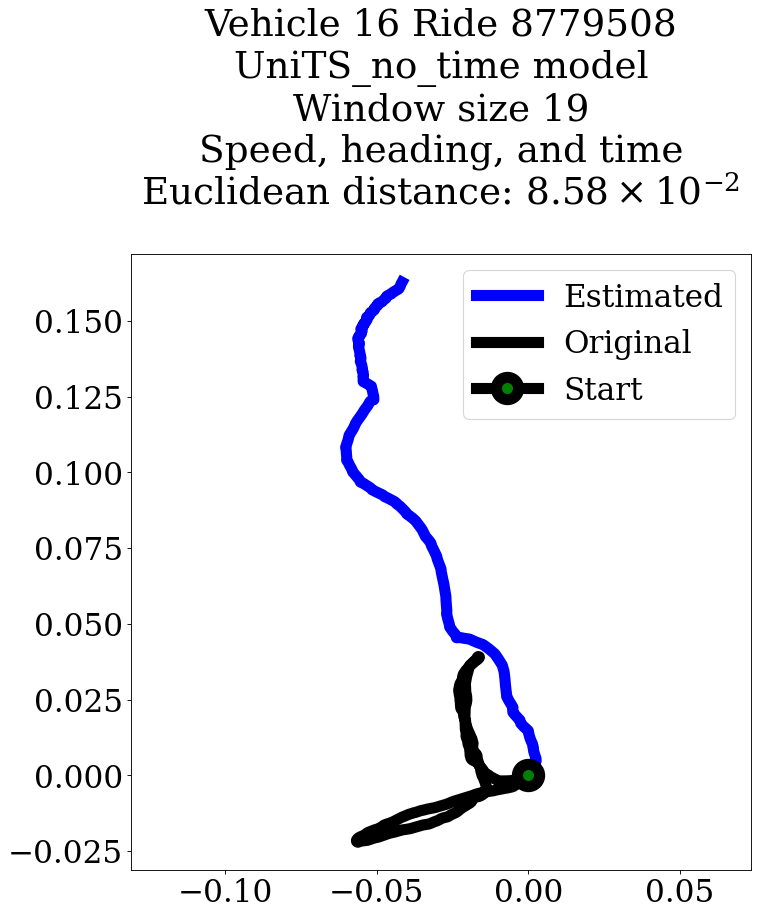 Vehicle 16 Ride 8779508
UniTS_no_time model
Window size 19
Speed, heading, and time
Euclidean distance: 8.58 × 10⁻²
Estimated
Original
Start
0.150
0.125
0.100
0.075
0.050
0.025
0.000
−0.025
−0.10
−0.05
0.00
0.05